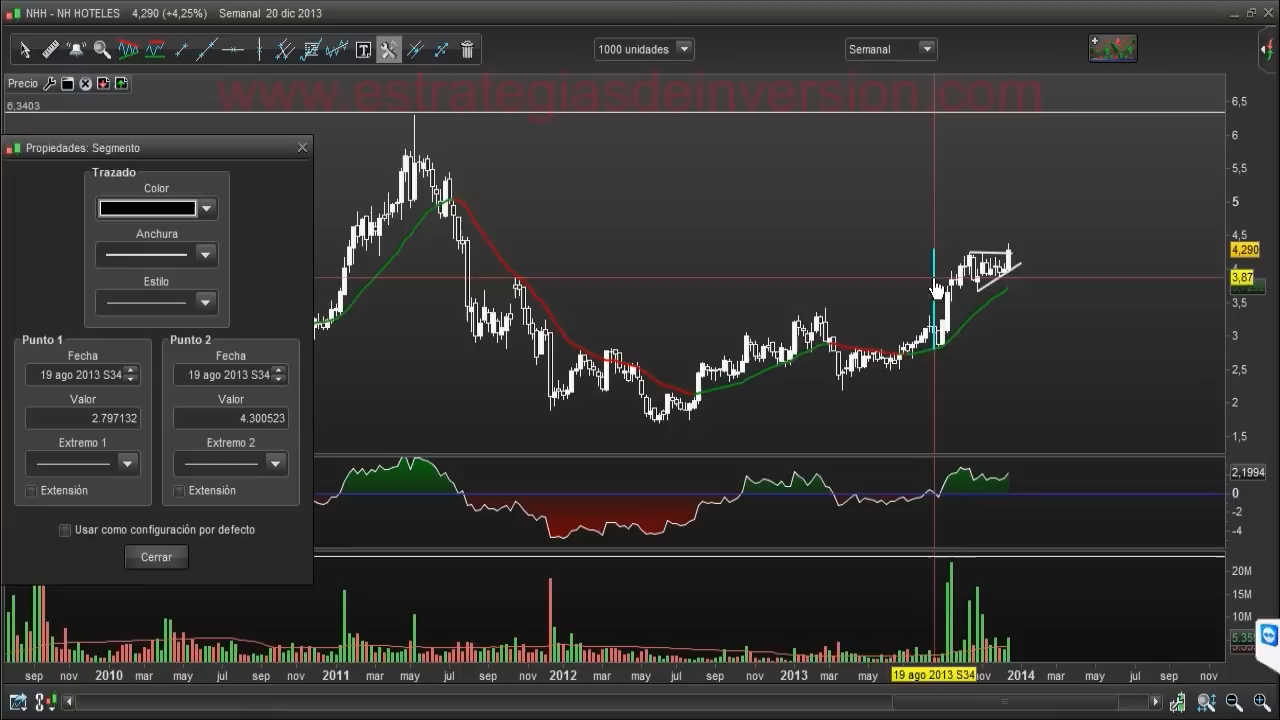 NHH - NH HOTELES 4,290 (+4,25%) Semanal 20 dic 2013
1000 unidades
Semanal
Precio
www.estrategiasdeinversion.com
6,3403
6,5
6
5,5
5
4,5
4,290
3,87
3,5
3
2,5
2
1,5
Propiedades: Segmento
Trazado
Color
Anchura
Estilo
Punto 1
Punto 2
Fecha
Fecha
19 ago 2013 S34
19 ago 2013 S34
Valor
Valor
2.797132
4.300523
Extremo 1
Extremo 2
Extensión
Extensión
Usar como configuración por defecto
Cerrar
2,1994
0
-2
-4
20M
15M
10M
sep nov 2010 mar may jul sep nov 2011 mar may jul sep nov 2012 mar may jul sep nov 2013 mar may 19 ago 2013 S34 nov 2014 mar may jul sep nov